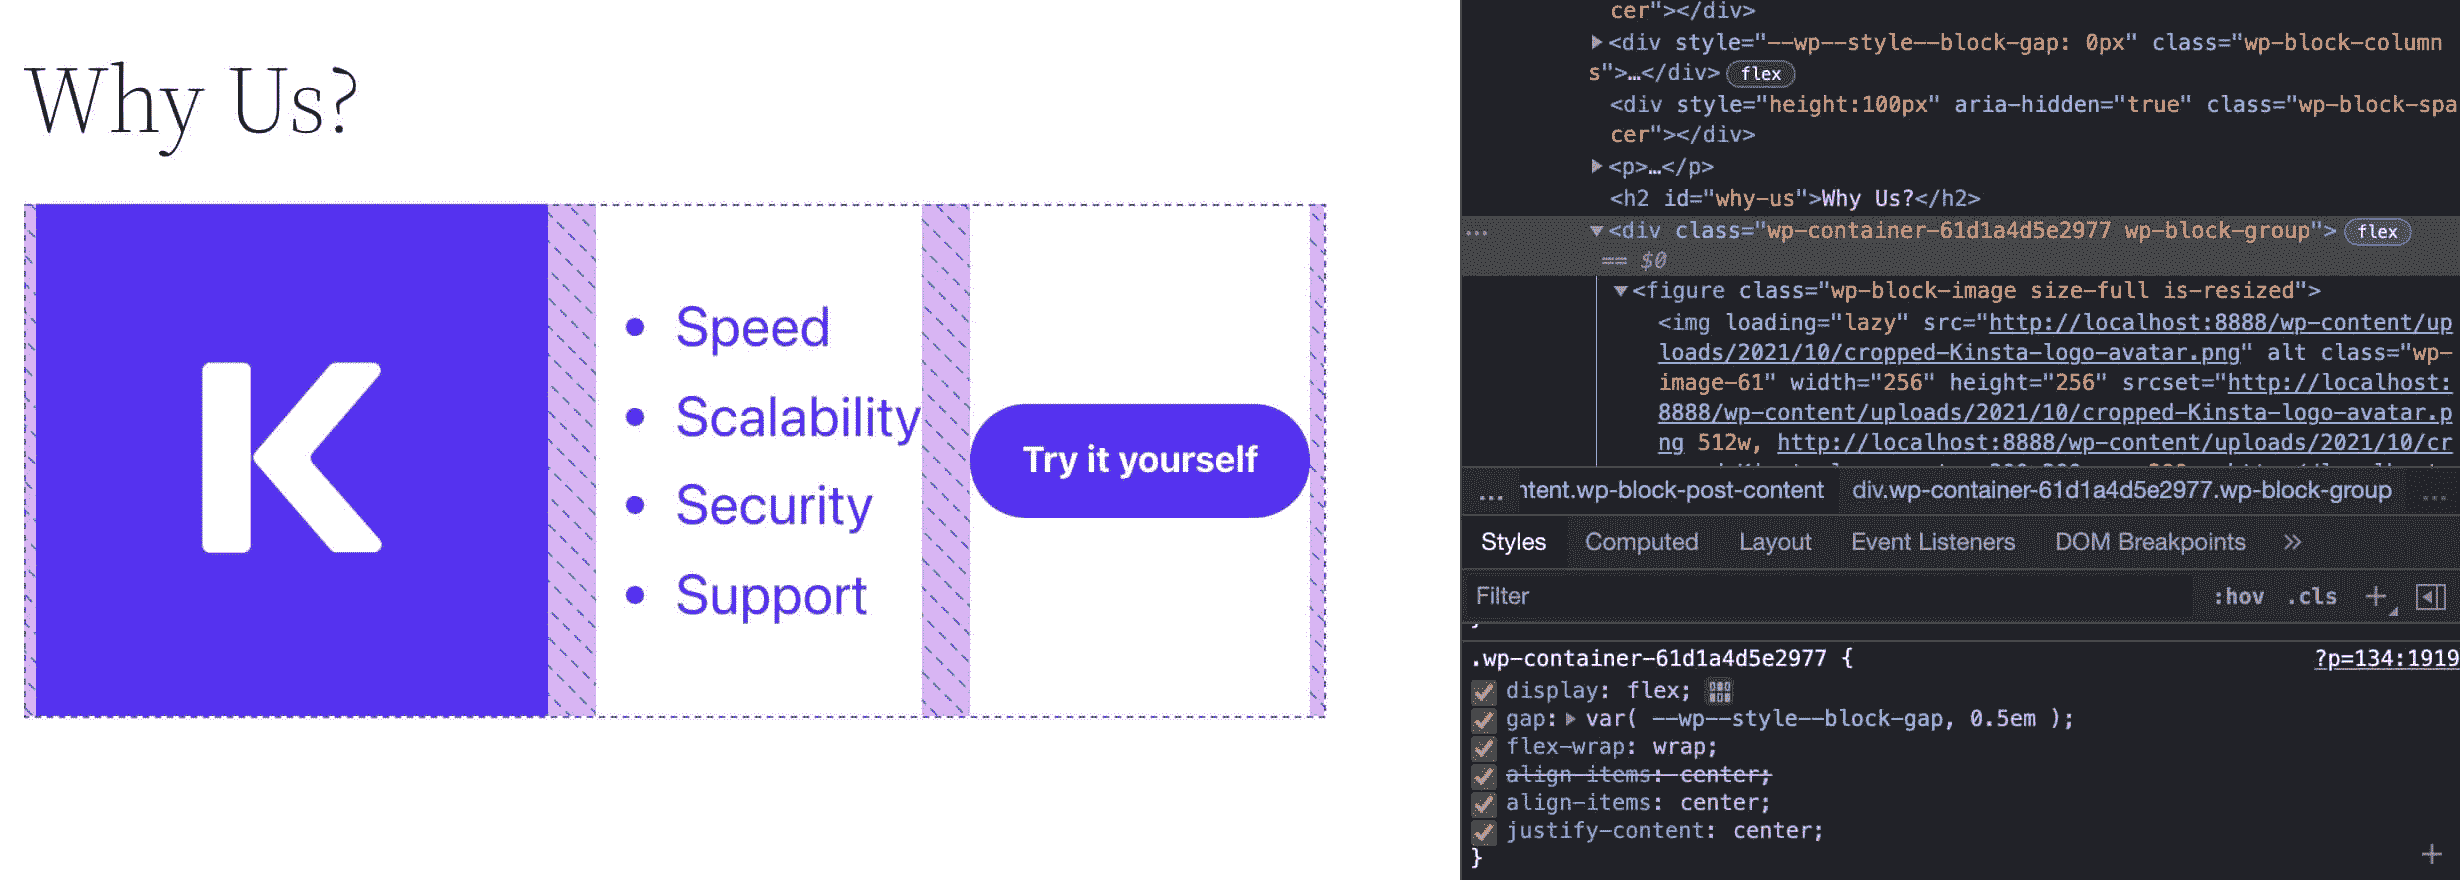 Why Us?
K
• Speed
• Scalability
• Security
• Support
Try it yourself
cer"></div>
▶<div style="--wp--style--block-gap: 0px" class="wp-block-column
s">…</div> flex
<div style="height:100px" aria-hidden="true" class="wp-block-spa
cer"></div>
▶<p>…</p>
<h2 id="why-us">Why Us?</h2>
… ▼<div class="wp-container-61d1a4d5e2977 wp-block-group"> flex
== $0
▼<figure class="wp-block-image size-full is-resized">
<img loading="lazy" src="http://localhost:8888/wp-content/up
loads/2021/10/cropped-Kinsta-logo-avatar.png" alt class="wp-
image-61" width="256" height="256" srcset="http://localhost:
8888/wp-content/uploads/2021/10/cropped-Kinsta-logo-avatar.p
ng 512w, http://localhost:8888/wp-content/uploads/2021/10/cr
… ntent.wp-block-post-content div.wp-container-61d1a4d5e2977.wp-block-group …
Styles Computed Layout Event Listeners DOM Breakpoints »
Filter :hov .cls +
.wp-container-61d1a4d5e2977 { ?p=134:1919
display: flex;
gap: ▶ var( --wp--style--block-gap, 0.5em );
flex-wrap: wrap;
align-items: center;
align-items: center;
justify-content: center;
}
+